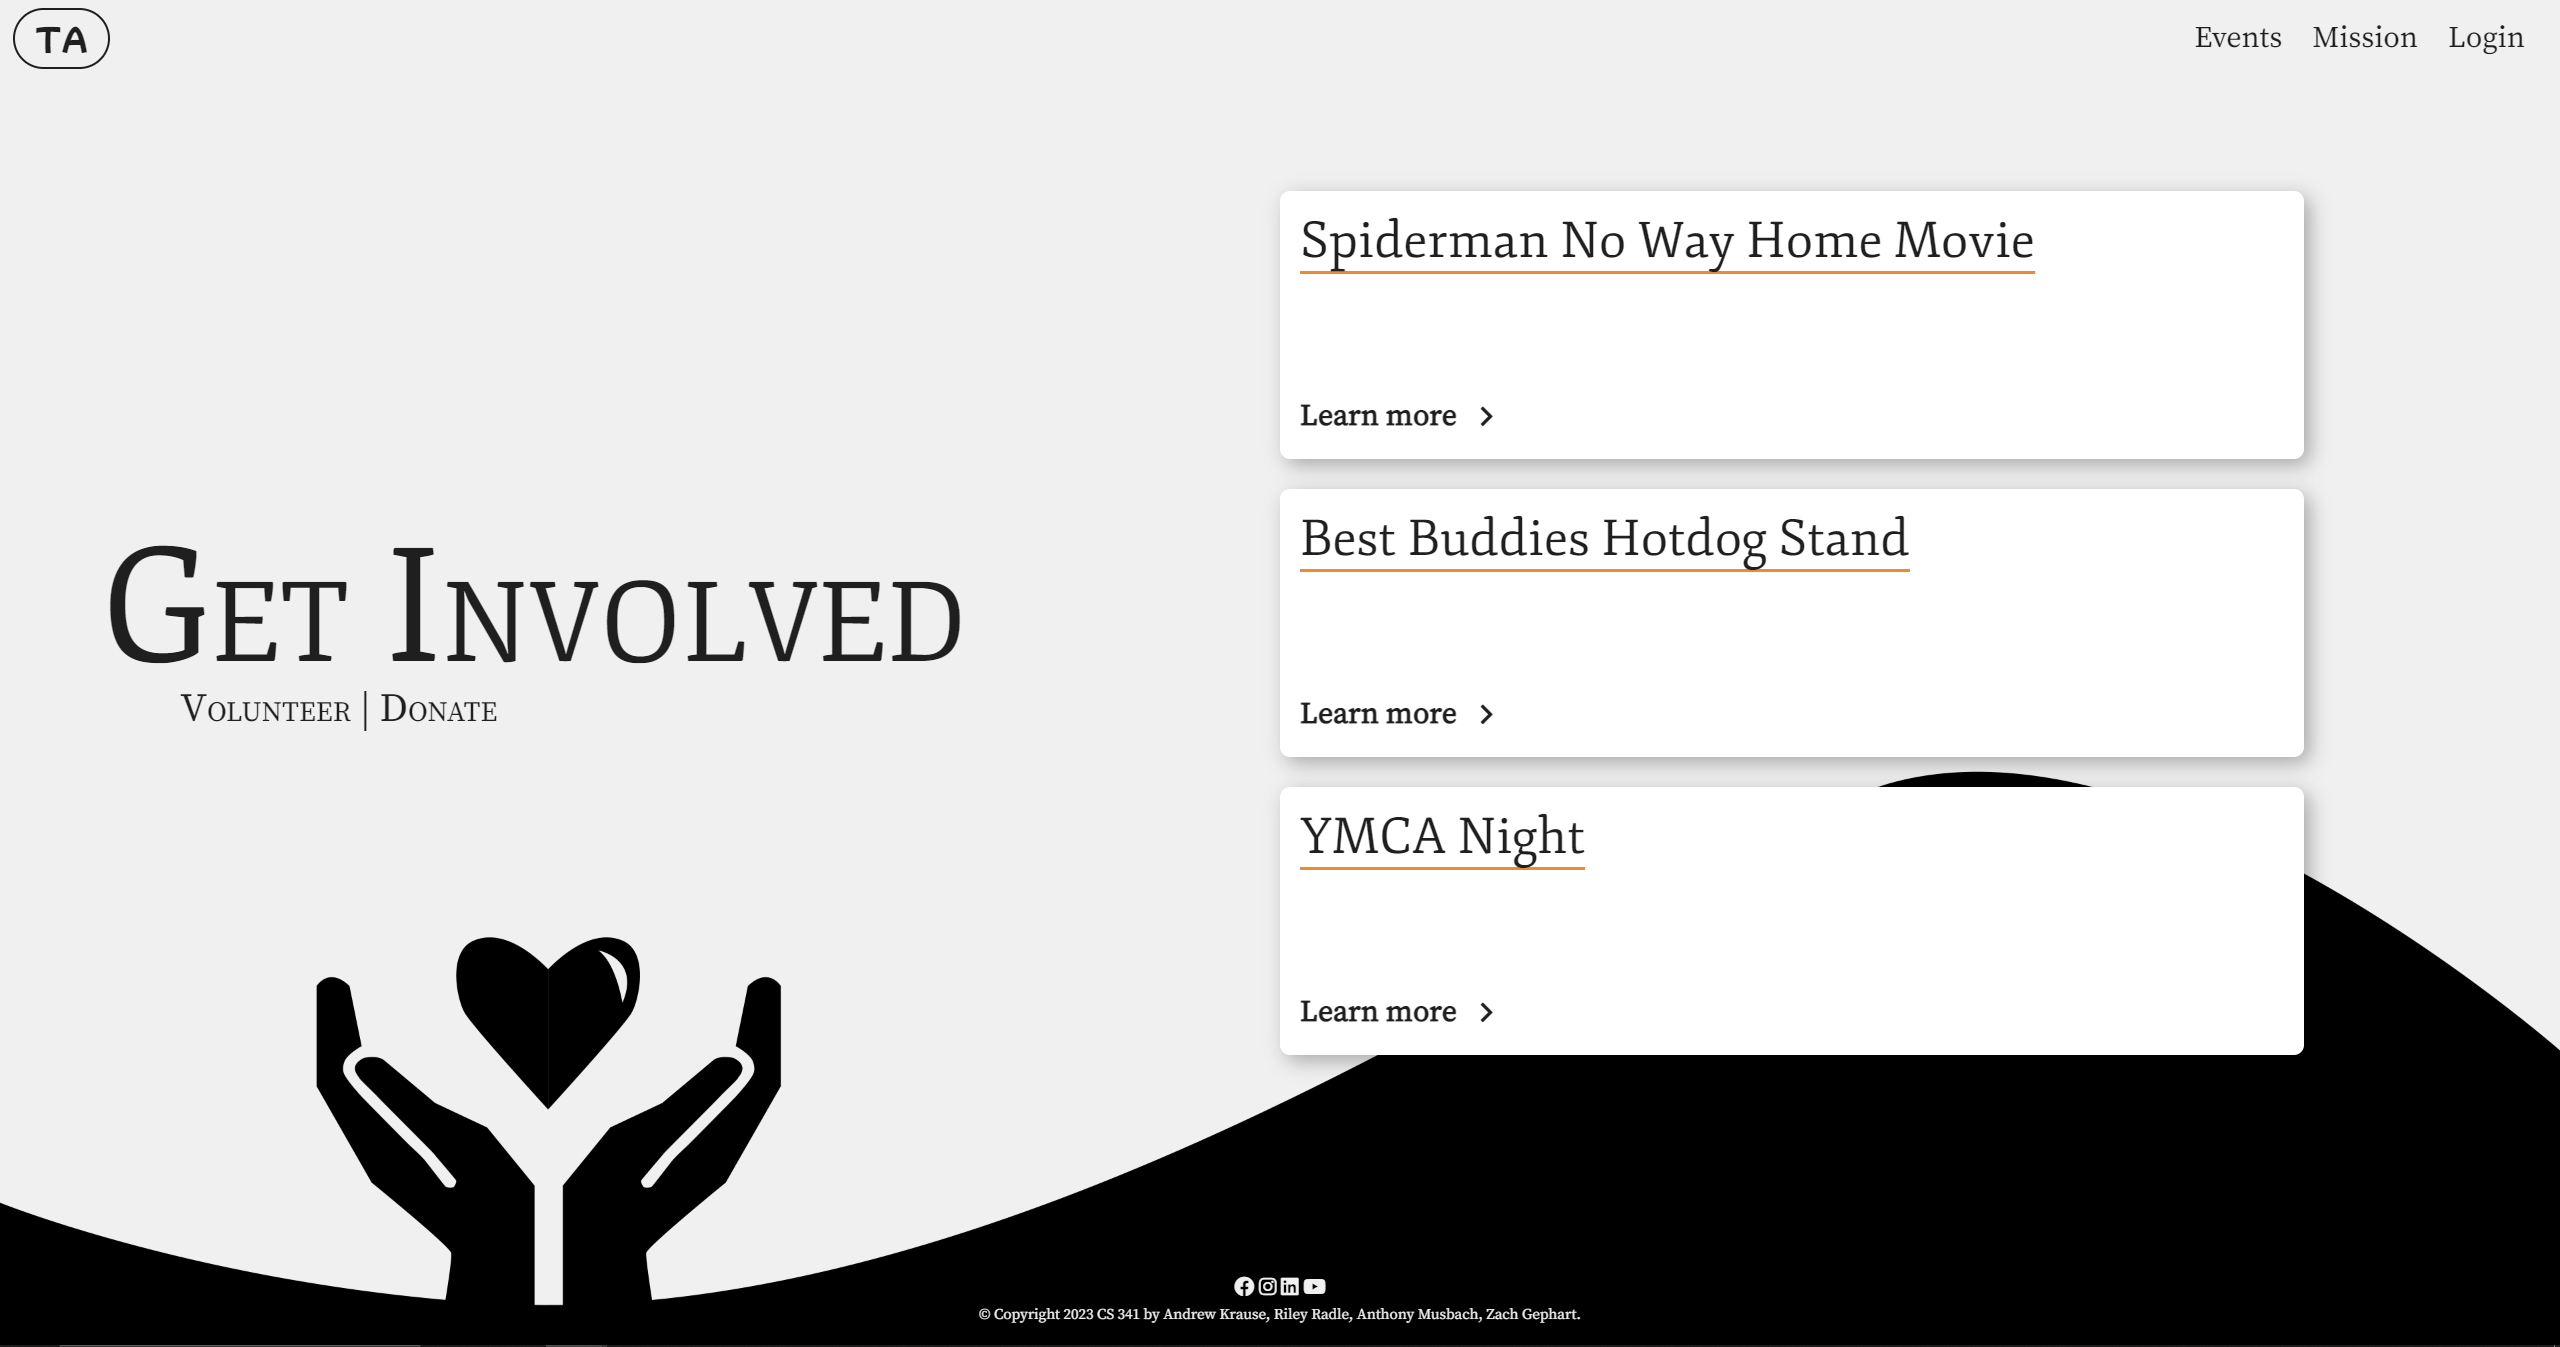 TA
Events Mission Login
Spiderman No Way Home Movie
Learn more
Best Buddies Hotdog Stand
Learn more
Get Involved
Volunteer | Donate
YMCA Night
Learn more
© Copyright 2023 CS 341 by Andrew Krause, Riley Radle, Anthony Musbach, Zach Gephart.